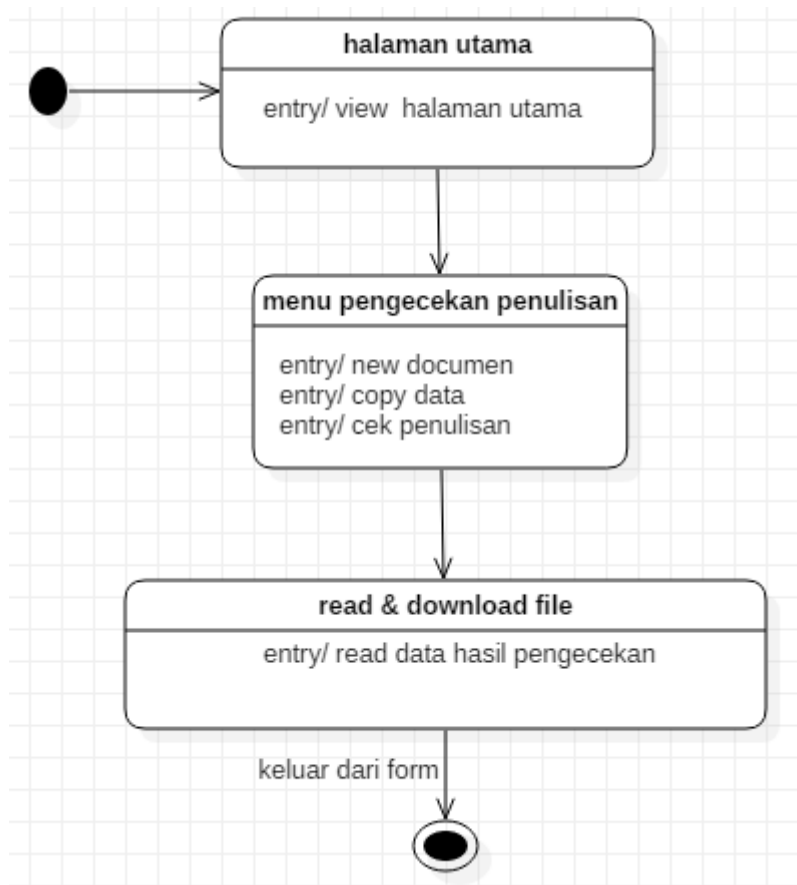 halaman utama
entry/ view halaman utama
menu pengecekan penulisan
entry/ new documen
entry/ copy data
entry/ cek penulisan
read & download file
entry/ read data hasil pengecekan
keluar dari form